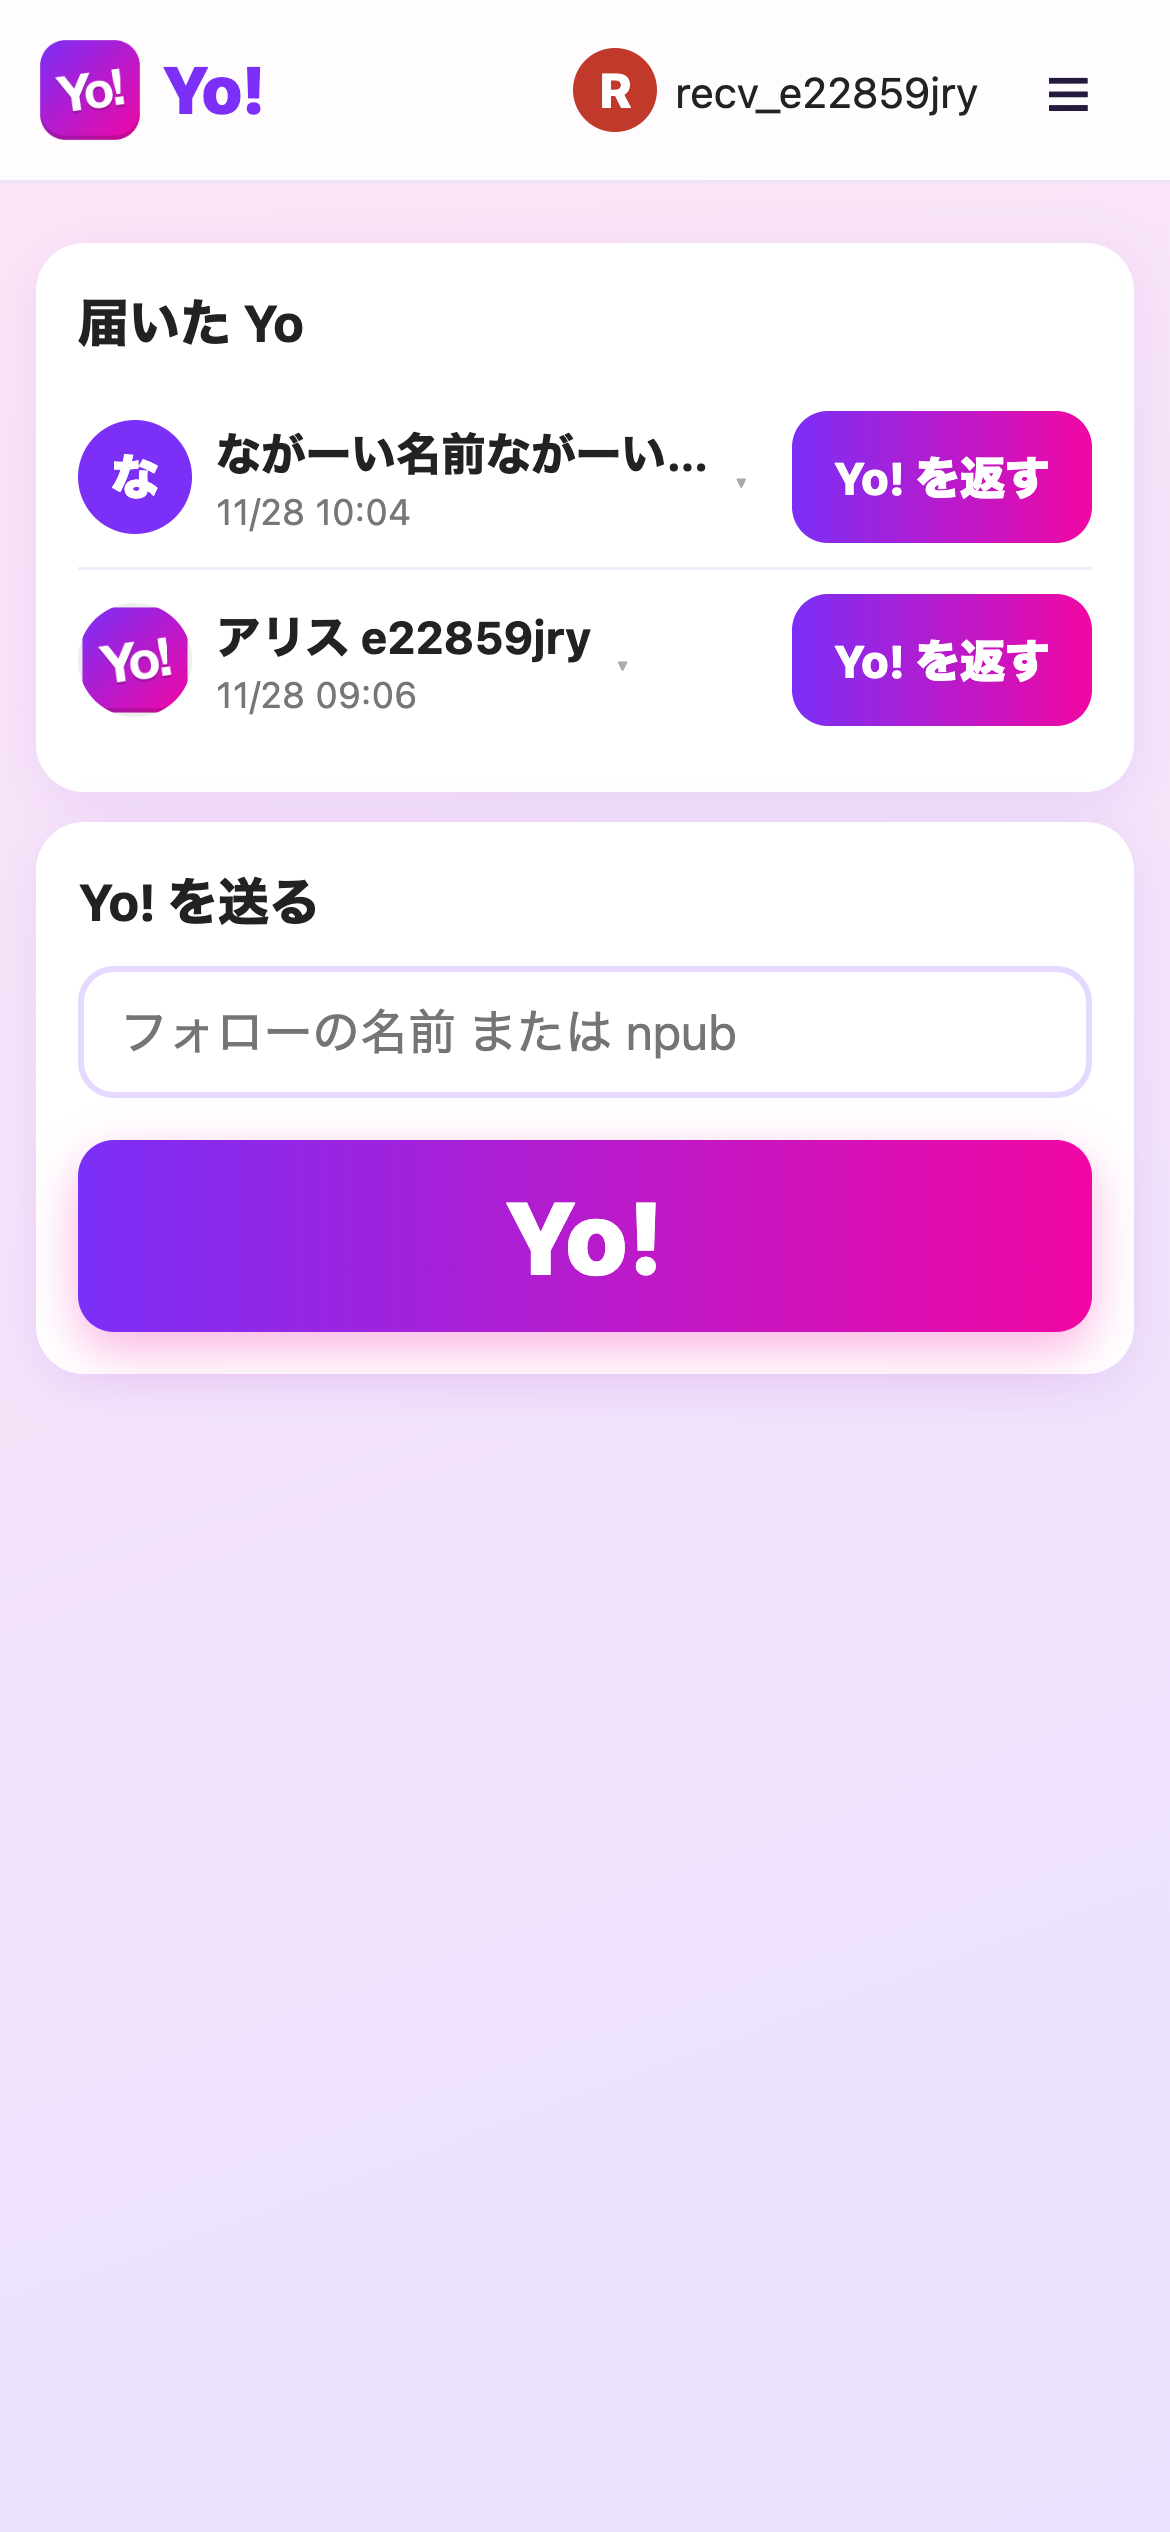 Yo! Yo!
R recv_e22859jry
届いた Yo
な ながーい名前ながーい...
11/28 10:04
Yo! を返す
Yo! アリス e22859jry
11/28 09:06
Yo! を返す
Yo! を送る
フォローの名前 または npub
Yo!